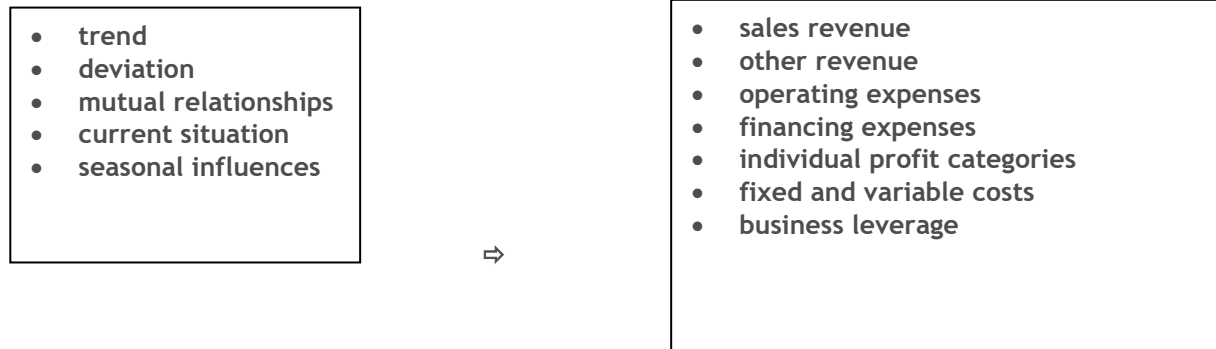 • trend
• deviation
• mutual relationships
• current situation
• seasonal influences
⇨
• sales revenue
• other revenue
• operating expenses
• financing expenses
• individual profit categories
• fixed and variable costs
• business leverage